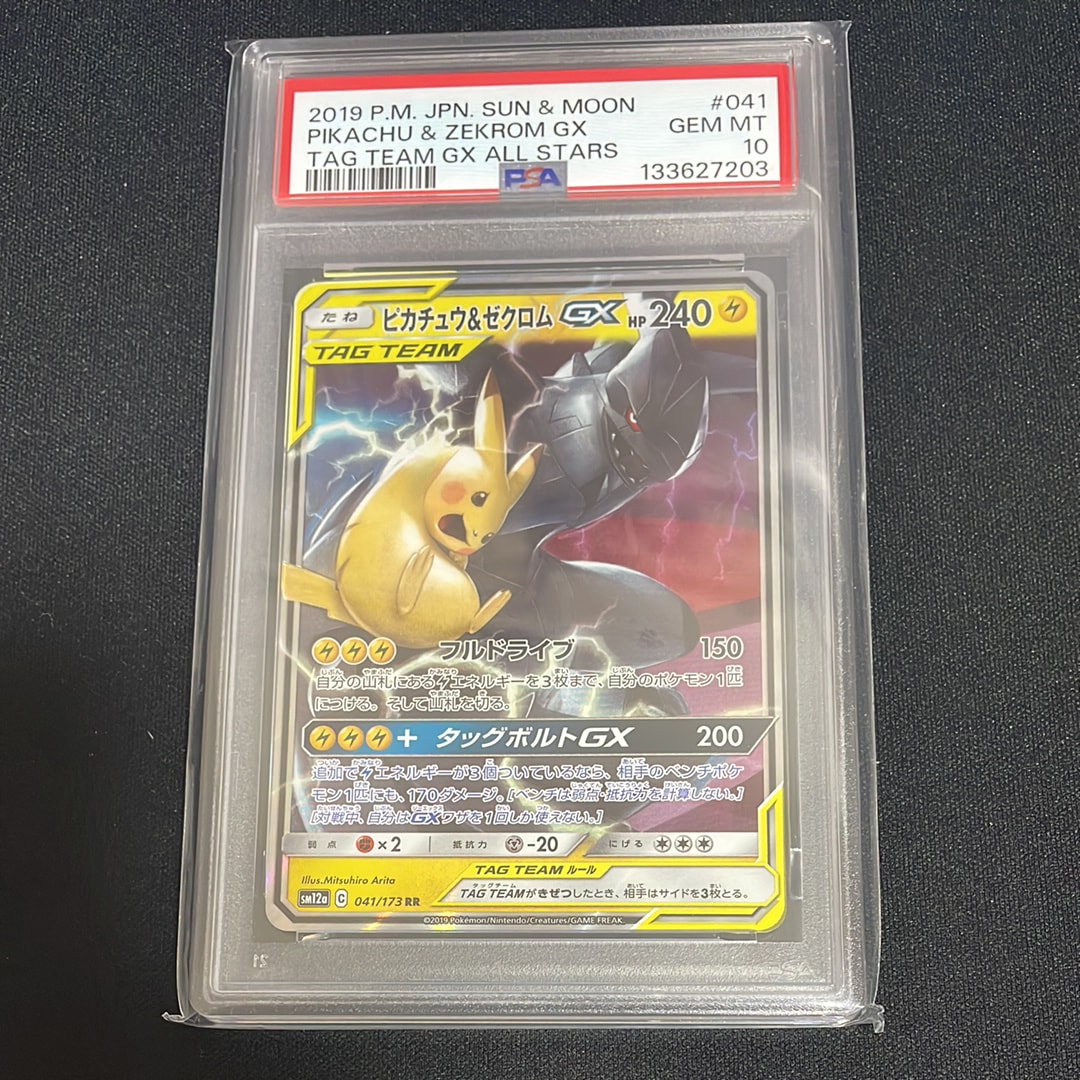 2019 P.M. JPN. SUN & MOON #041
PIKACHU & ZEKROM GX GEM MT
TAG TEAM GX ALL STARS 10
PSA 133627203
たね ピカチュウ&ゼクロムGX HP240
TAG TEAM
フルドライブ 150
自分の山札にあるエネルギーを3枚まで、自分のポケモン1匹
につける。そして山札を切る。
+ タッグボルトGX 200
追加でエネルギーが3個ついているなら、相手のベンチポケ
モン1匹にも、170ダメージ。[ベンチは弱点・抵抗力を計算しない。]
[対戦中、自分はGXワザを1回しか使えない。]
弱点 ×2 抵抗力 -20 にげる
TAG TEAM ルール
TAG TEAMがきぜつしたとき、相手はサイドを3枚とる。
Illus.Mitsuhiro Arita
SM12a C 041/173 RR
©2019 Pokémon/Nintendo/Creatures/GAME FREAK.